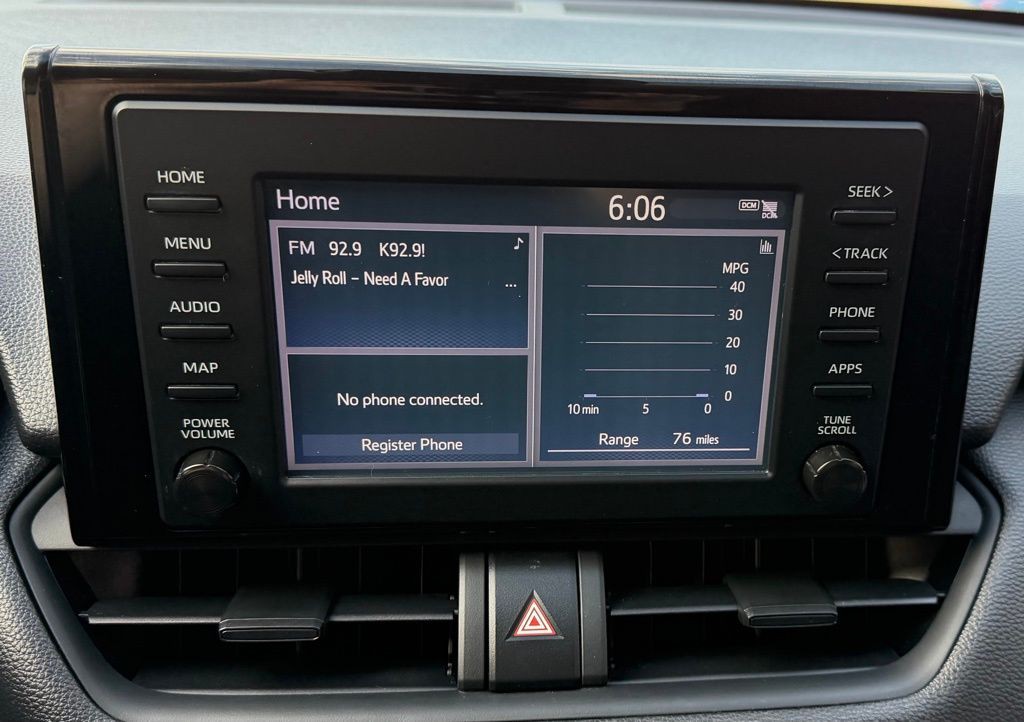 HOME
MENU
AUDIO
MAP
POWER
VOLUME
Home
6:06
DCM
DCM
FM 92.9 K92.9!
Jelly Roll – Need A Favor
...
No phone connected.
Register Phone
MPG
40
30
20
10
0
10 min 5 0
Range 76 miles
SEEK >
< TRACK
PHONE
APPS
TUNE
SCROLL